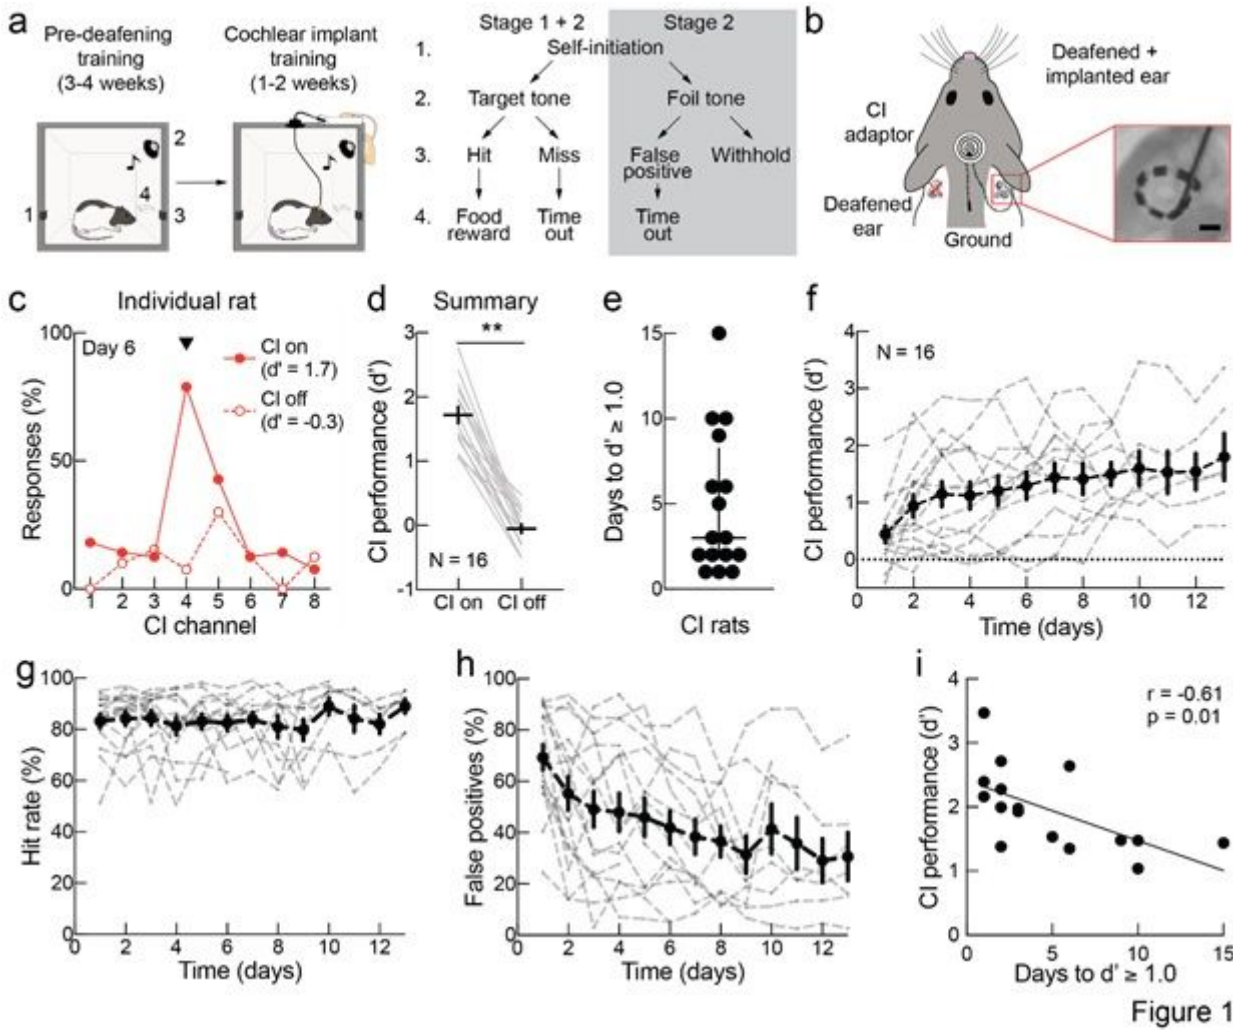 a
Pre-deafening
training
(3-4 weeks)
Cochlear implant
training
(1-2 weeks)
1
2
3
4
Stage 1 + 2
Stage 2
1.
Self-initiation
2.
Target tone
Foil tone
3.
Hit
Miss
False
positive
Withhold
4.
Food
reward
Time
out
Time
out
b
Deafened +
implanted ear
CI
adaptor
Deafened
ear
Ground
c
Individual rat
Day 6
CI on
(d' = 1.7)
CI off
(d' = -0.3)
Responses (%)
100
50
0
1 2 3 4 5 6 7 8
CI channel
d
Summary
**
CI performance (d')
3
2
1
0
-1
N = 16
CI on CI off
e
Days to d' ≥ 1.0
15
10
5
0
CI rats
f
N = 16
CI performance (d')
4
3
2
1
0
0 2 4 6 8 10 12
Time (days)
g
Hit rate (%)
100
80
60
40
20
0
0 2 4 6 8 10 12
Time (days)
h
False positives (%)
100
80
60
40
20
0
0 2 4 6 8 10 12
Time (days)
i
r = -0.61
p = 0.01
CI performance (d')
4
3
2
1
0
0 5 10 15
Days to d' ≥ 1.0
Figure 1